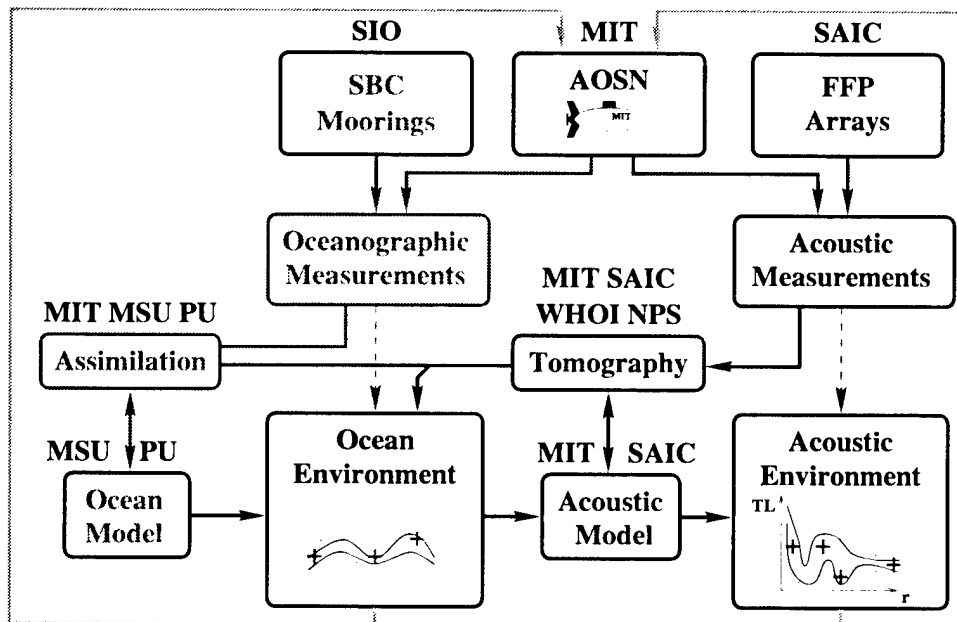 SIO
MIT
SAIC
SBC
Moorings
AOSN
MIT
FFP
Arrays
Oceanographic
Measurements
Acoustic
Measurements
MIT SAIC
WHOI NPS
MIT MSU PU
Assimilation
Tomography
MSU PU
Ocean
Model
Ocean
Environment
MIT SAIC
Acoustic
Model
Acoustic
Environment
TL
r